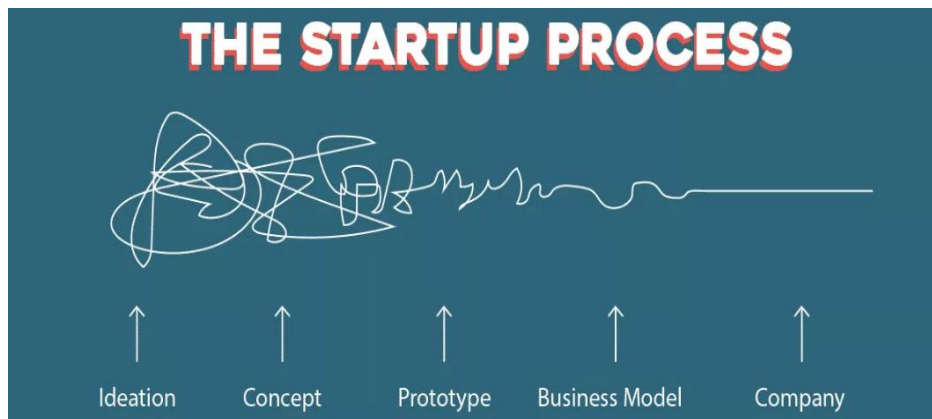 THE STARTUP PROCESS
Ideation Concept Prototype Business Model Company